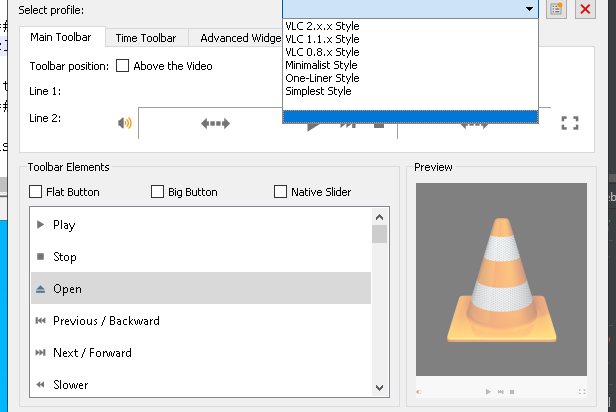 Select profile:
VLC 2.x.x Style
VLC 1.1.x Style
VLC 0.8.x Style
Minimalist Style
One-Liner Style
Simplest Style
Main Toolbar
Time Toolbar
Advanced Widge
Toolbar position:
Above the Video
Line 1:
Line 2:
Toolbar Elements
Preview
Flat Button
Big Button
Native Slider
Play
Stop
Open
Previous / Backward
Next / Forward
Slower